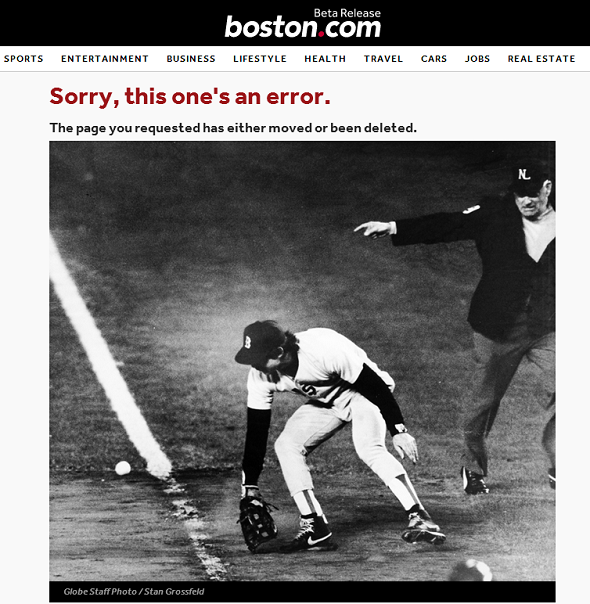 Beta Release
boston.com
SPORTS ENTERTAINMENT BUSINESS LIFESTYLE HEALTH TRAVEL CARS JOBS REAL ESTATE
Sorry, this one's an error.
The page you requested has either moved or been deleted.
NL
B
Globe Staff Photo / Stan Grossfeld